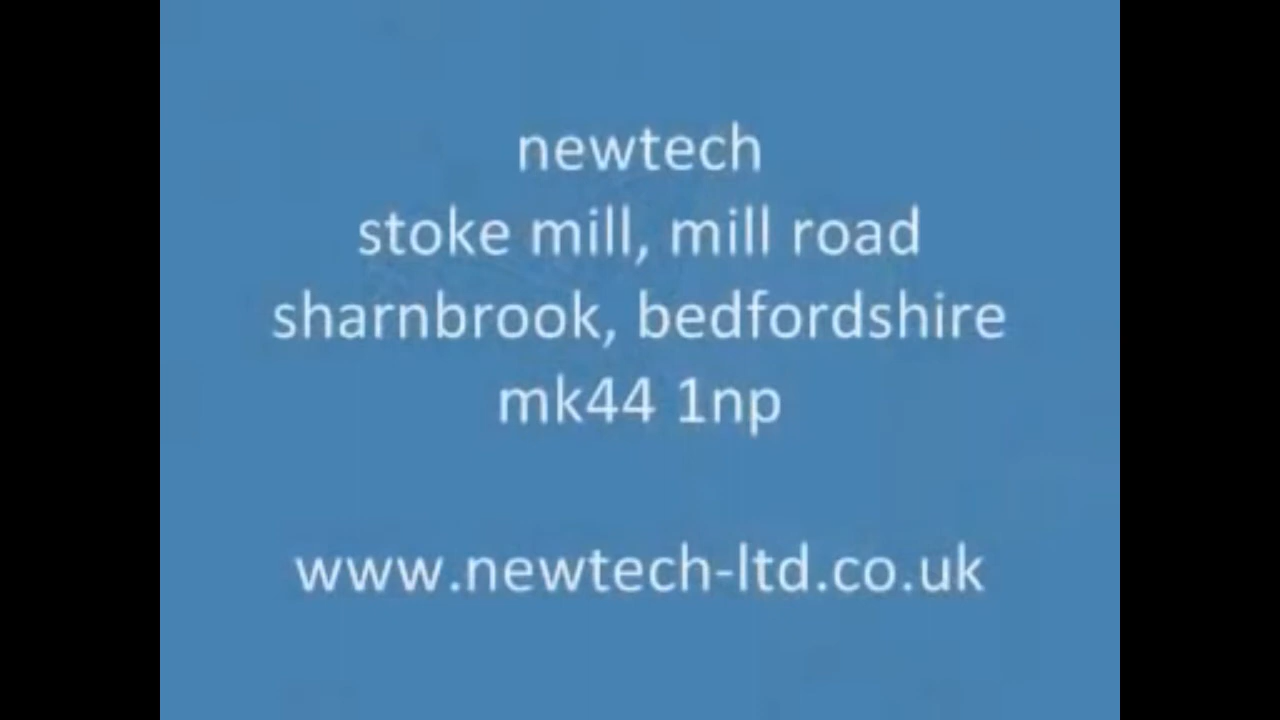 newtech
stoke mill, mill road
sharnbrook, bedfordshire
mk44 1np
www.newtech-ltd.co.uk